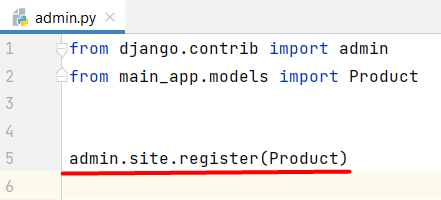 admin.py ×
1 from django.contrib import admin
2 from main_app.models import Product
3
4
5 admin.site.register(Product)
6